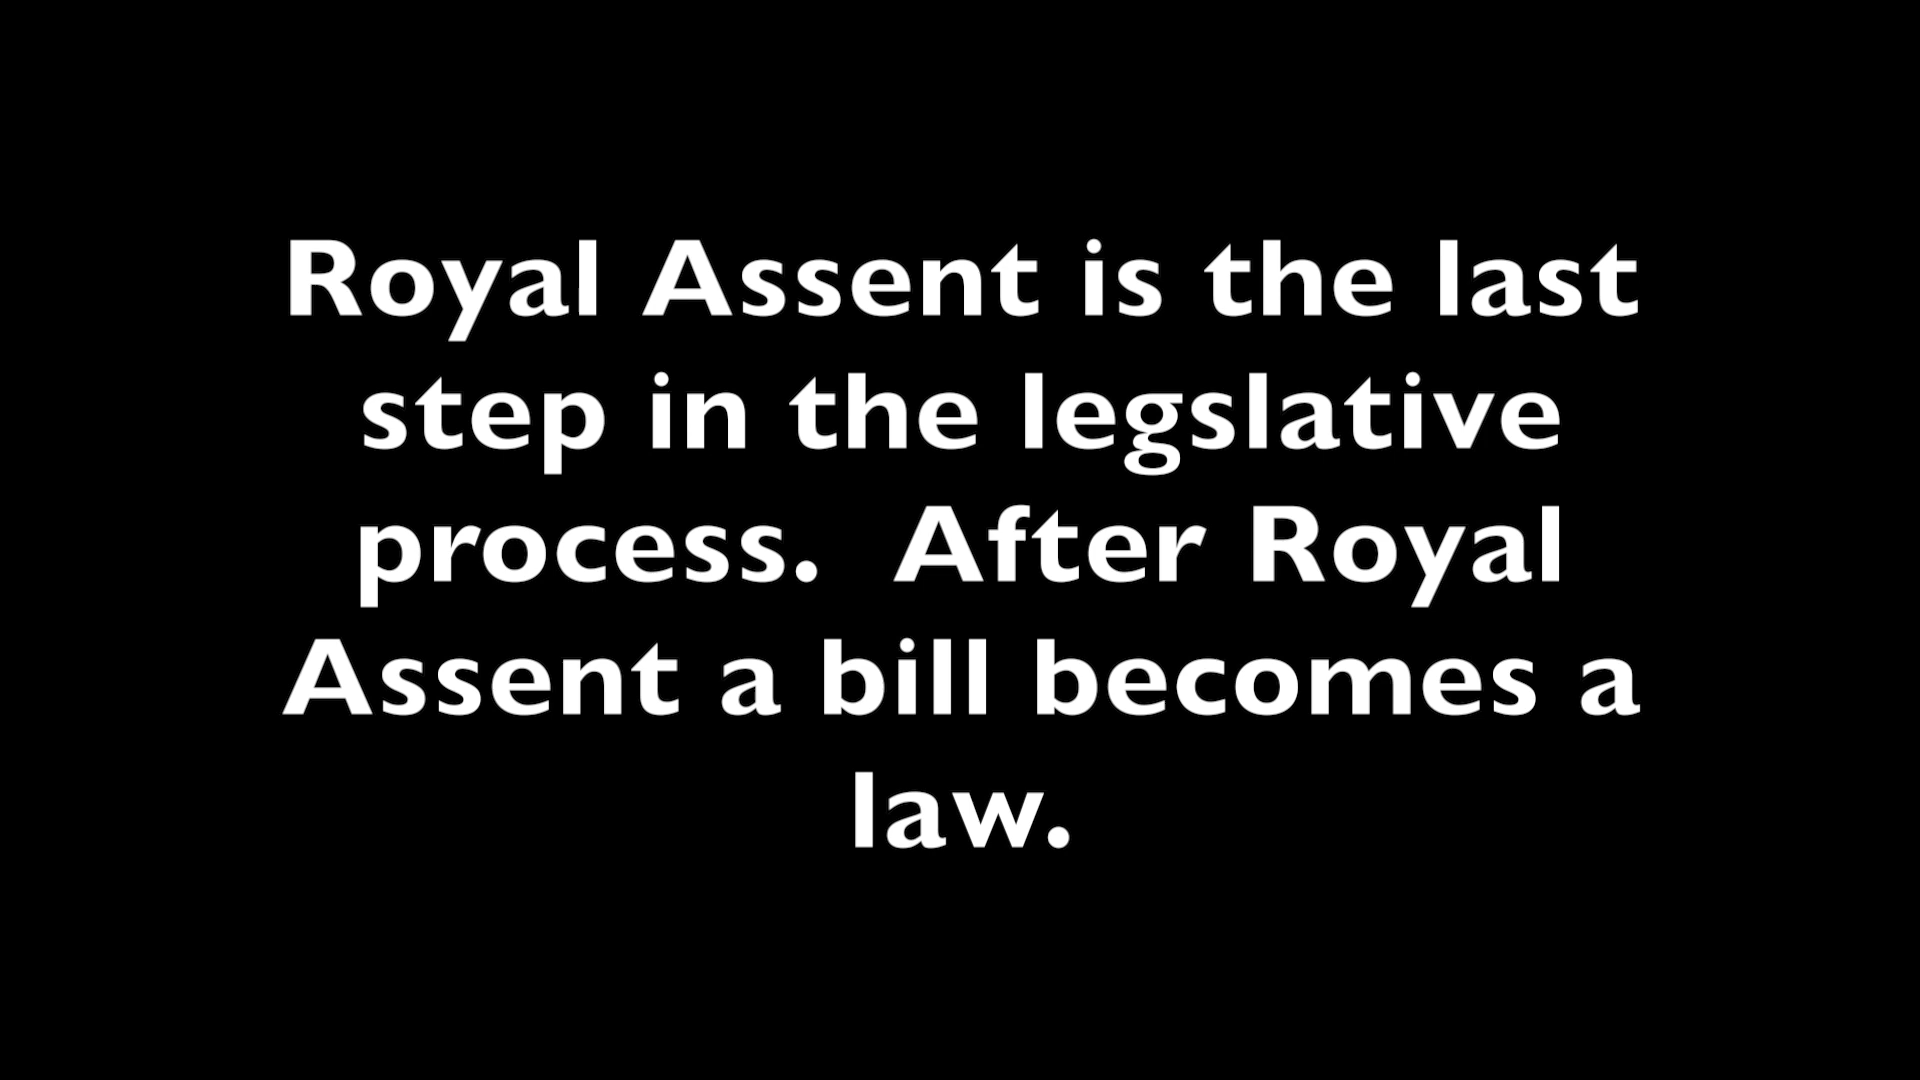 Royal Assent is the last
step in the legslative
process.  After Royal
Assent a bill becomes a
law.